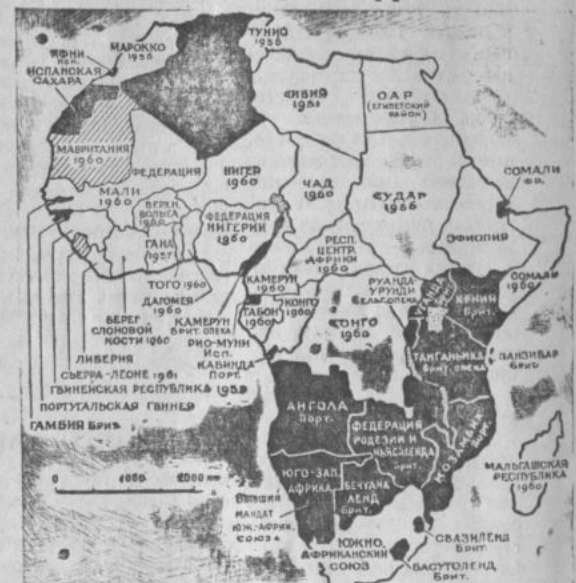 МАРОККО
1956
ТУНИС
1956
ИФНИ
Исп.
ИСПАНСКАЯ
САХАРА
ЛИВИЯ
1951
ОАР
(ЕГИПЕТСКИЙ
РАЙОН)
МАВРИТАНИЯ
1960
ФЕДЕРАЦИЯ
МАЛИ
1960
НИГЕР
1960
ЧАД
1960
СУДАН
1956
СОМАЛИ
ФР.
ВЕРХН.
ВОЛЬТА
1960
ФЕДЕРАЦИЯ
НИГЕРИИ
1960
ГАНА
1957
ЭФИОПИЯ
РЕСП.
ЦЕНТР.
АФРИКИ
1960
СОМАЛИ
1960
ТОГО 1960
ДАГОМЕЯ
1960
КАМЕРУН
1960
РУАНДА-
УРУНДИ
Бельг. опека
УГАНДА
Брит.
КЕНИЯ
Брит.
БЕРЕГ
СЛОНОВОЙ
КОСТИ 1960
КАМЕРУН
БРИТ. ОПЕКА
ГАБОН
1960
КОНГО
1960
КОНГО
1960
РИО-МУНИ
Исп.
ЛИБЕРИЯ
КАБИНДА
Порт.
ТАНГАНЬИКА
Брит. опека
ЗАНЗИБАР
Брит.
СЬЕРРА-ЛЕОНЕ 1961
ГВИНЕЙСКАЯ РЕСПУБЛИКА 1958
ПОРТУГАЛЬСКАЯ ГВИНЕЯ
ГАМБИЯ Брит.
АНГОЛА
Порт.
ФЕДЕРАЦИЯ
РОДЕЗИИ И
НЬЯСАЛЕНДА
Брит.
МОЗАМБИК
Порт.
МАЛЬГАШСКАЯ
РЕСПУБЛИКА
1960
0 1000 2000 км
ЮГО-ЗАП.
АФРИКА
БЕЧУАНА
ЛЕНД
Брит.
БЫВШИЙ
МАНДАТ
ЮЖ.-АФРИК.
СОЮЗА
СВАЗИЛЕНД
Брит.
ЮЖНО-
АФРИКАНСКИЙ
СОЮЗ
БАСУТОЛЕНД
Брит.